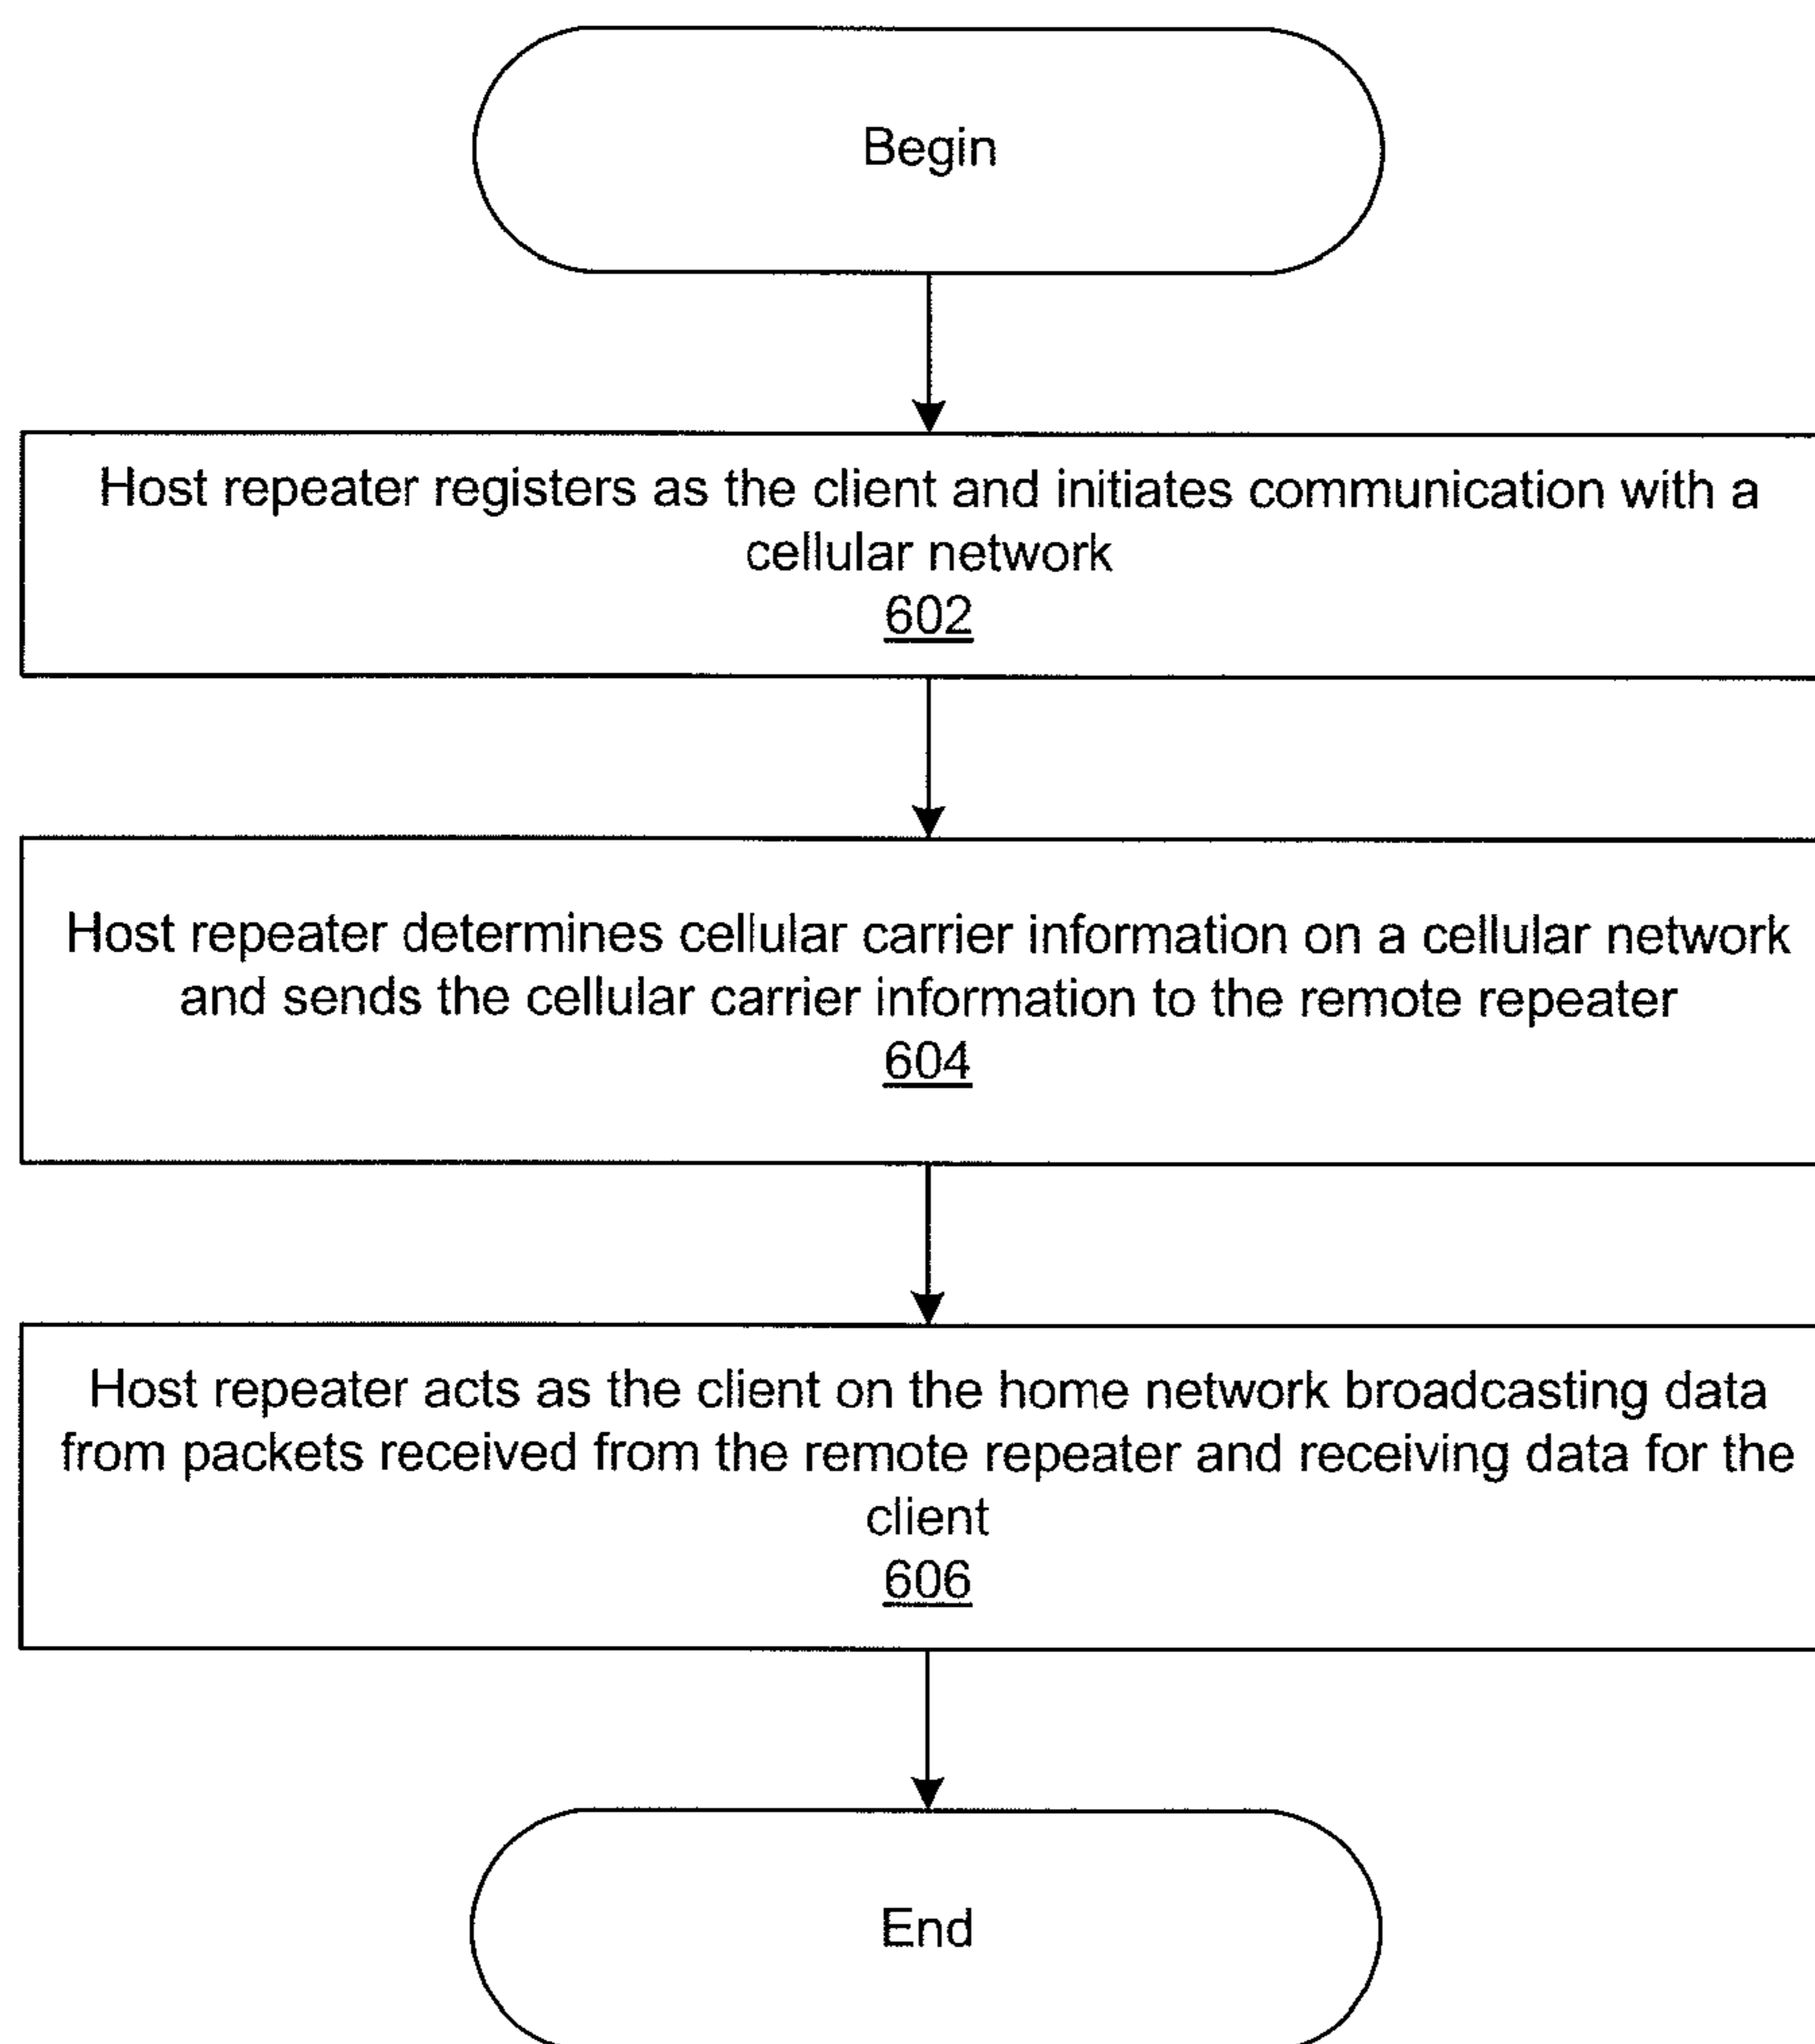 Begin
Host repeater registers as the client and initiates communication with a
cellular network
602
Host repeater determines cellular carrier information on a cellular network
and sends the cellular carrier information to the remote repeater
604
Host repeater acts as the client on the home network broadcasting data
from packets received from the remote repeater and receiving data for the
client
606
End